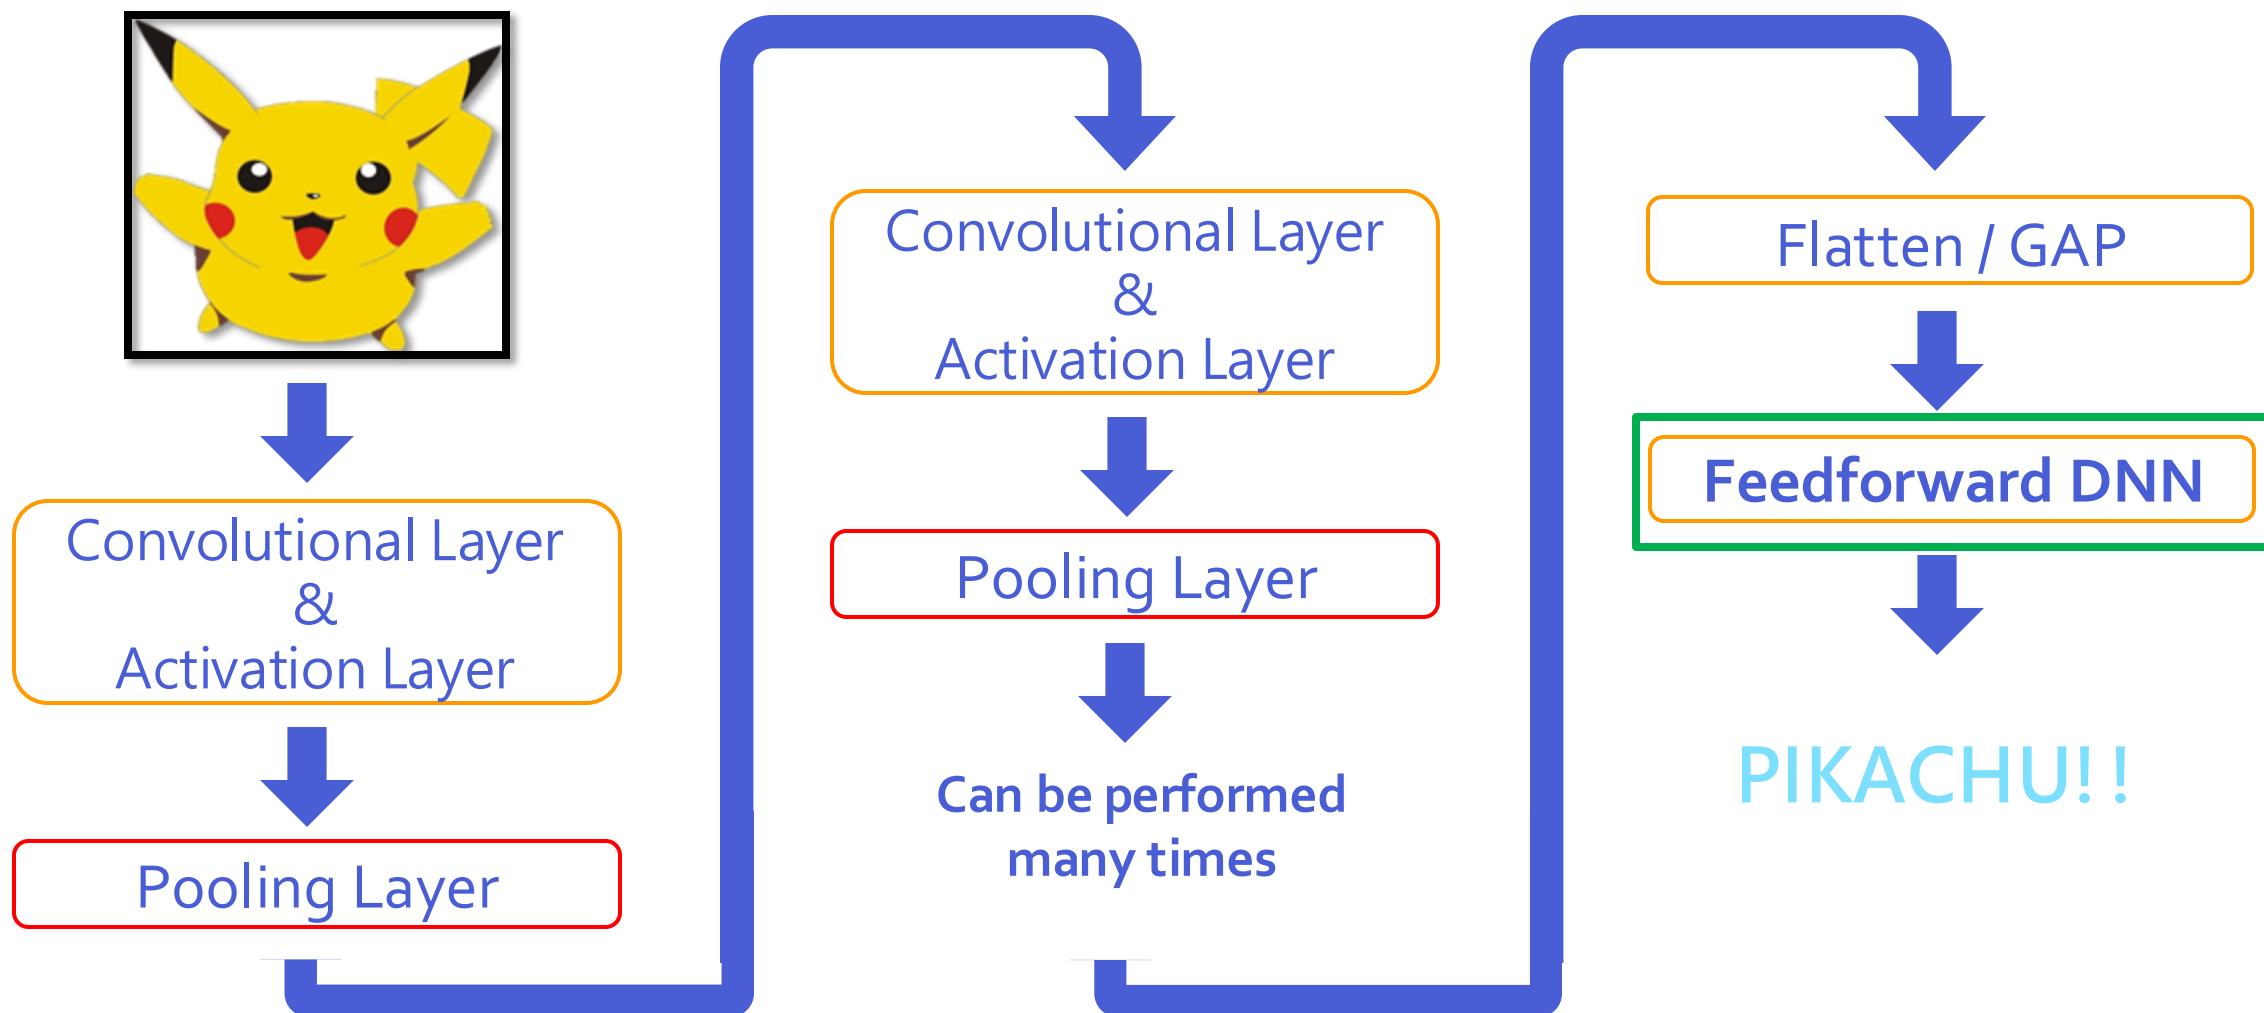 Convolutional Layer
&
Activation Layer
Pooling Layer
Convolutional Layer
&
Activation Layer
Pooling Layer
Can be performed
many times
Flatten / GAP
Feedforward DNN
PIKACHU!!